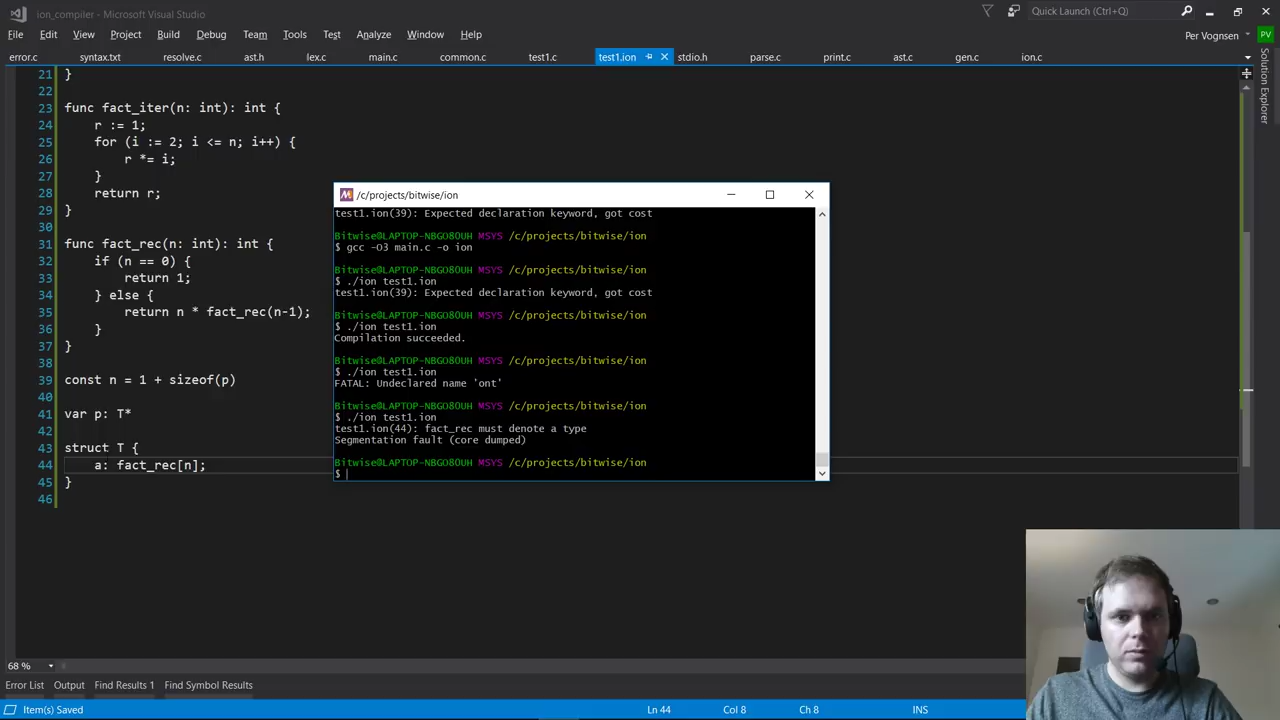 ion_compiler - Microsoft Visual Studio
Quick Launch (Ctrl+Q)
File Edit View Project Build Debug Team Tools Test Analyze Window Help
Per Vognsen PV
error.c syntax.txt resolve.c ast.h lex.c main.c common.c test1.c test1.ion stdio.h parse.c print.c ast.c gen.c ion.c
Solution Explorer
21 }
22
23 func fact_iter(n: int): int {
24 r := 1;
25 for (i := 2; i <= n; i++) {
26 r *= i;
27 }
28 return r;
29 }
30
31 func fact_rec(n: int): int {
32 if (n == 0) {
33 return 1;
34 } else {
35 return n * fact_rec(n-1);
36 }
37 }
38
39 const n = 1 + sizeof(p)
40
41 var p: T*
42
43 struct T {
44 a: fact_rec[n];
45 }
46
/c/projects/bitwise/ion
test1.ion(39): Expected declaration keyword, got cost
Bitwise@LAPTOP-NBGO8OUH MSYS /c/projects/bitwise/ion
$ gcc -O3 main.c -o ion
Bitwise@LAPTOP-NBGO8OUH MSYS /c/projects/bitwise/ion
$ ./ion test1.ion
test1.ion(39): Expected declaration keyword, got cost
Bitwise@LAPTOP-NBGO8OUH MSYS /c/projects/bitwise/ion
$ ./ion test1.ion
Compilation succeeded.
Bitwise@LAPTOP-NBGO8OUH MSYS /c/projects/bitwise/ion
$ ./ion test1.ion
FATAL: Undeclared name 'ont'
Bitwise@LAPTOP-NBGO8OUH MSYS /c/projects/bitwise/ion
$ ./ion test1.ion
test1.ion(44): fact_rec must denote a type
Segmentation fault (core dumped)
Bitwise@LAPTOP-NBGO8OUH MSYS /c/projects/bitwise/ion
$
68 %
Error List Output Find Results 1 Find Symbol Results
Item(s) Saved Ln 44 Col 8 Ch 8 INS